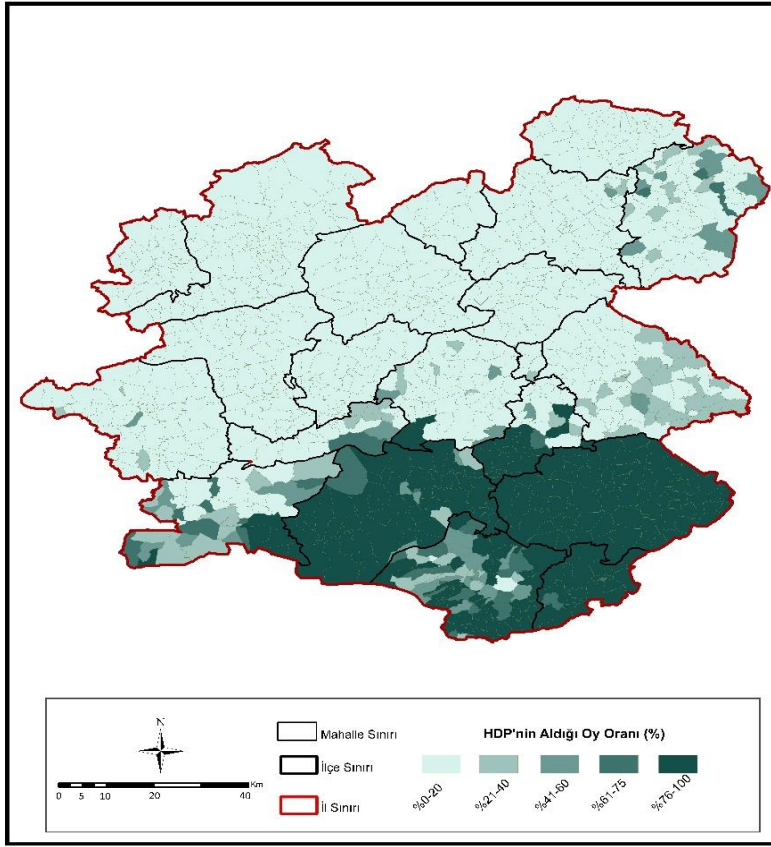 N
0 5 10 20 40 Km
Mahalle Sınırı
İlçe Sınırı
İl Sınırı
HDP'nin Aldığı Oy Oranı (%)
%0-20
%21-40
%41-60
%61-75
%76-100